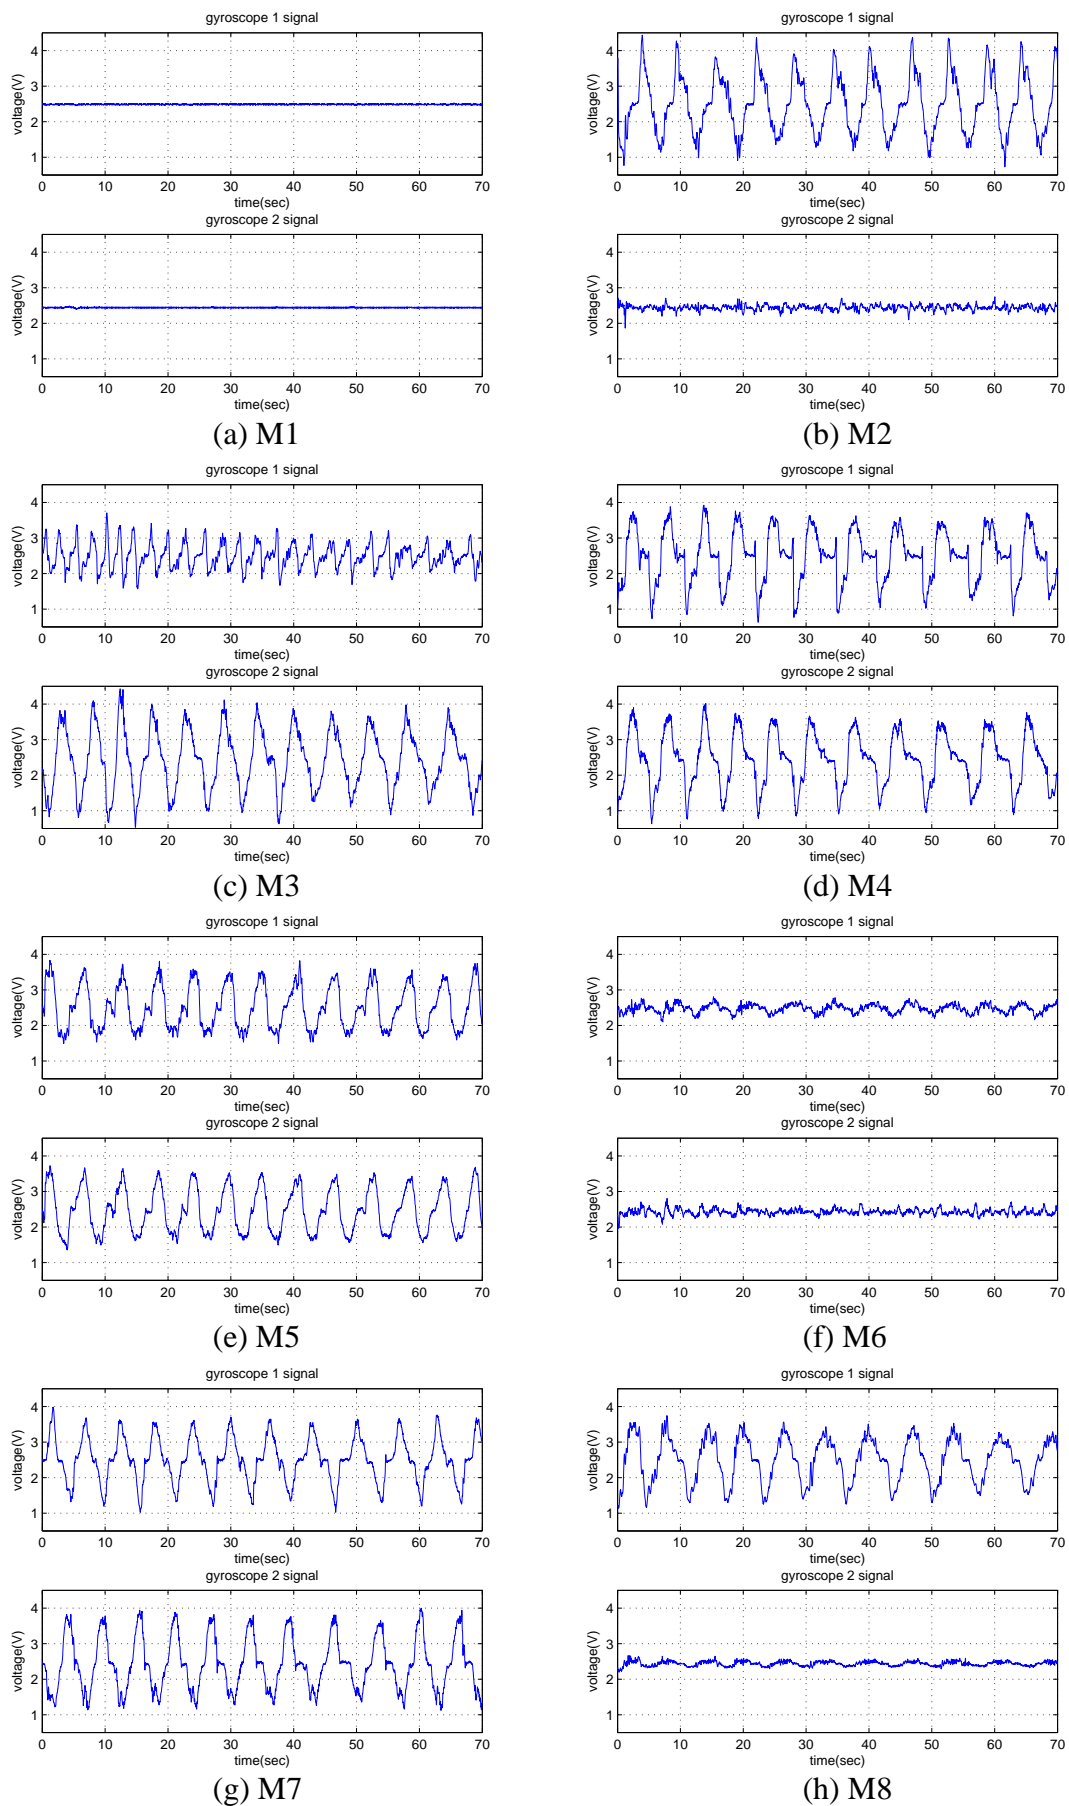 gyroscope 1 signal
4
3
2
1
voltage(V)
0 10 20 30 40 50 60 70
time(sec)
gyroscope 2 signal
4
3
2
1
voltage(V)
0 10 20 30 40 50 60 70
time(sec)
(a) M1
gyroscope 1 signal
4
3
2
1
voltage(V)
0 10 20 30 40 50 60 70
time(sec)
gyroscope 2 signal
4
3
2
1
voltage(V)
0 10 20 30 40 50 60 70
time(sec)
(b) M2
gyroscope 1 signal
4
3
2
1
voltage(V)
0 10 20 30 40 50 60 70
time(sec)
gyroscope 2 signal
4
3
2
1
voltage(V)
0 10 20 30 40 50 60 70
time(sec)
(c) M3
gyroscope 1 signal
4
3
2
1
voltage(V)
0 10 20 30 40 50 60 70
time(sec)
gyroscope 2 signal
4
3
2
1
voltage(V)
0 10 20 30 40 50 60 70
time(sec)
(d) M4
gyroscope 1 signal
4
3
2
1
voltage(V)
0 10 20 30 40 50 60 70
time(sec)
gyroscope 2 signal
4
3
2
1
voltage(V)
0 10 20 30 40 50 60 70
time(sec)
(e) M5
gyroscope 1 signal
4
3
2
1
voltage(V)
0 10 20 30 40 50 60 70
time(sec)
gyroscope 2 signal
4
3
2
1
voltage(V)
0 10 20 30 40 50 60 70
time(sec)
(f) M6
gyroscope 1 signal
4
3
2
1
voltage(V)
0 10 20 30 40 50 60 70
time(sec)
gyroscope 2 signal
4
3
2
1
voltage(V)
0 10 20 30 40 50 60 70
time(sec)
(g) M7
gyroscope 1 signal
4
3
2
1
voltage(V)
0 10 20 30 40 50 60 70
time(sec)
gyroscope 2 signal
4
3
2
1
voltage(V)
0 10 20 30 40 50 60 70
time(sec)
(h) M8